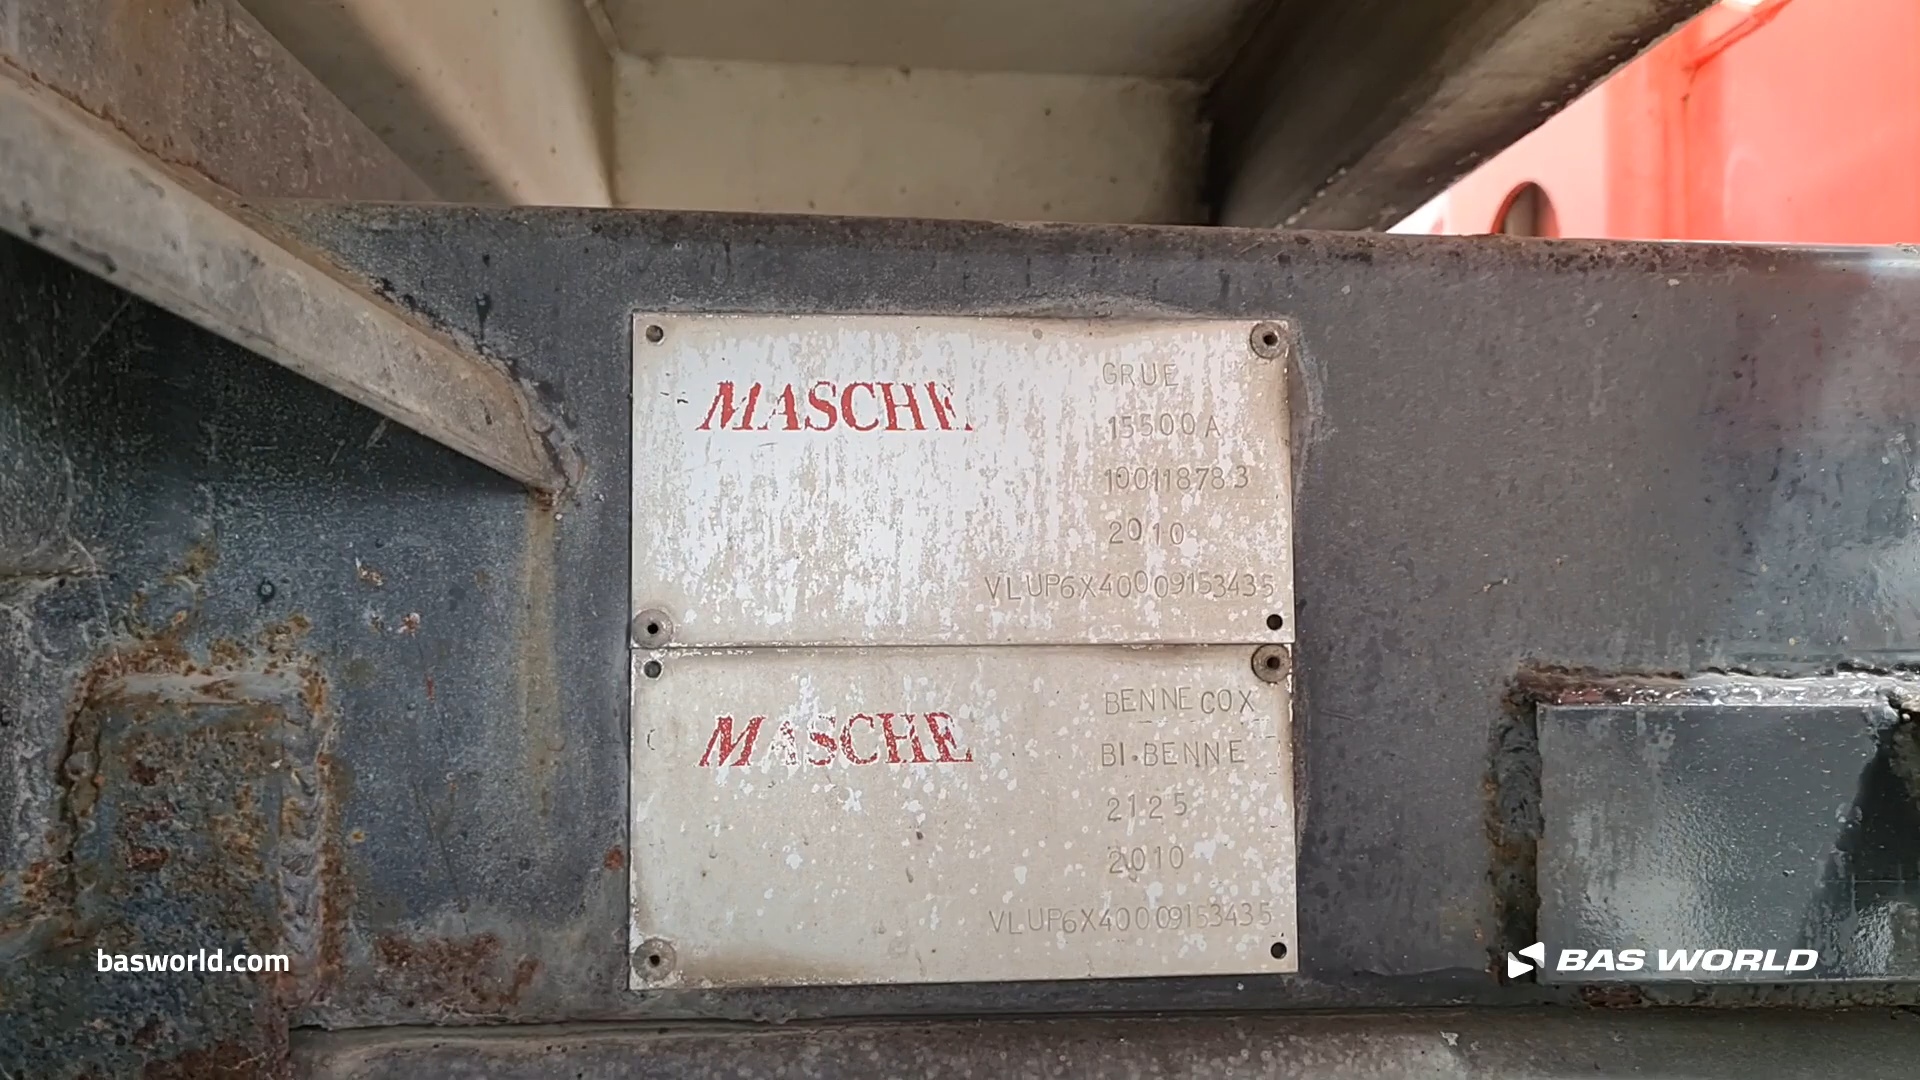 MASCHE
GRUE
15500A
100118783
2010
VLUP6X40009153435
MASCHE
BENNE COX
BI.BENNE
2125
2010
VLUP6X40009153435
basworld.com
BAS WORLD